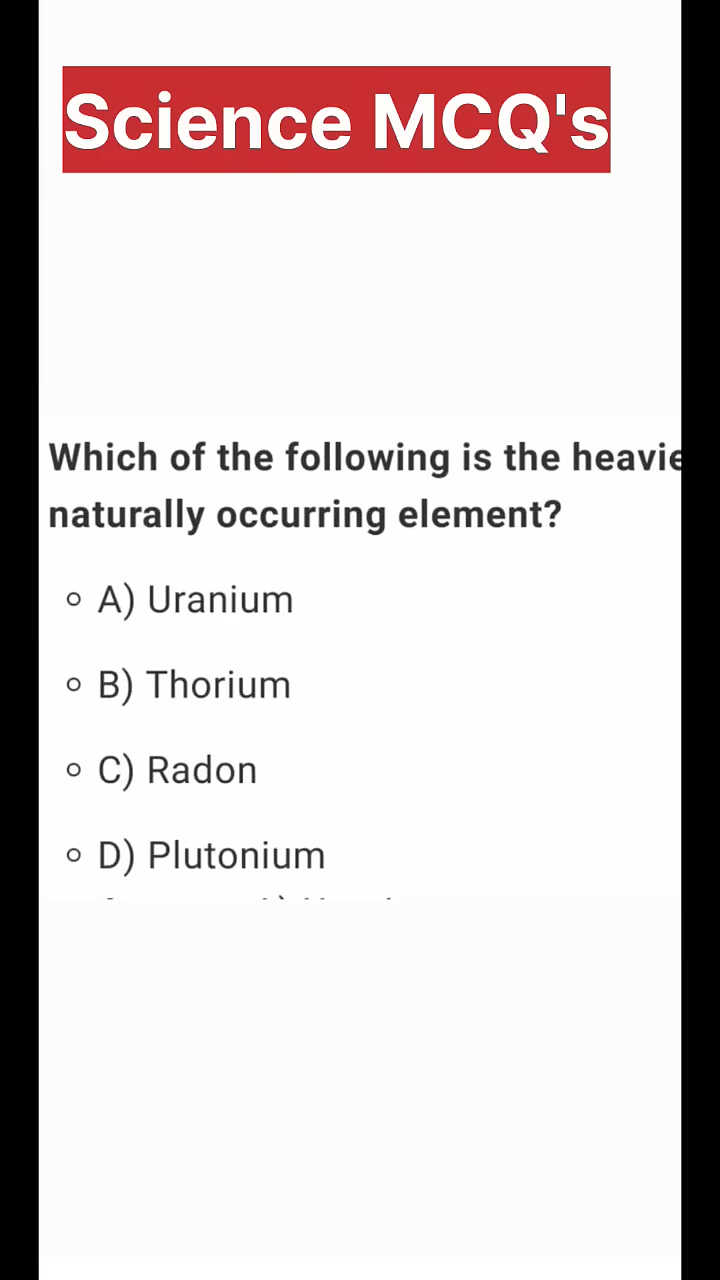 Science MCQ's
Which of the following is the heavie
naturally occurring element?
A) Uranium
B) Thorium
C) Radon
D) Plutonium